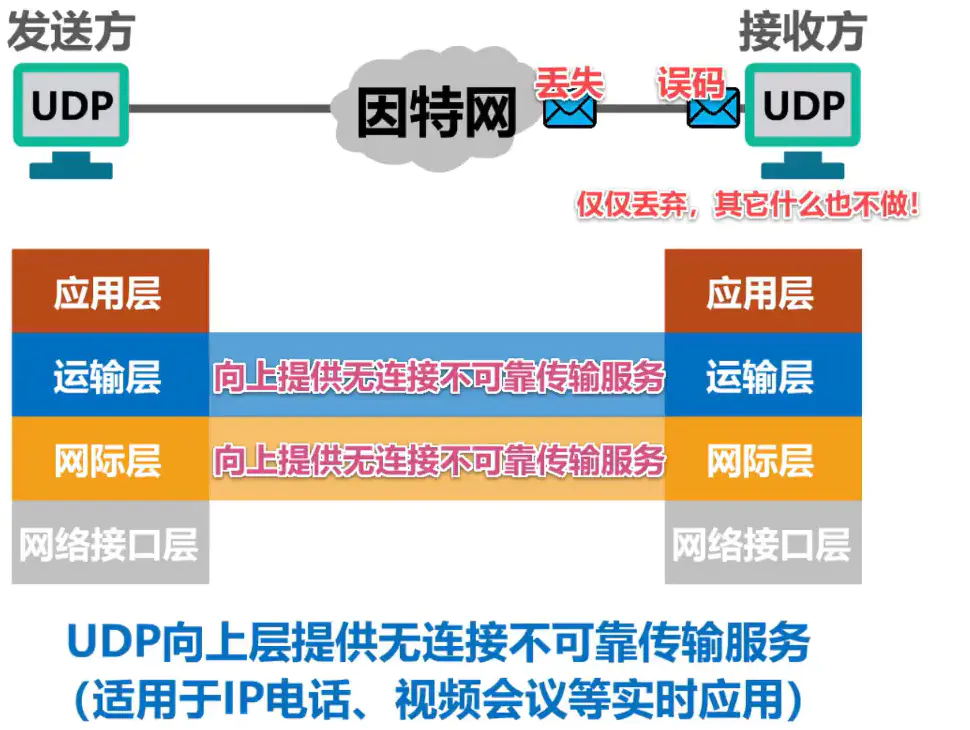 发送方
接收方
UDP
因特网
丢失
误码
UDP
仅仅丢弃，其它什么也不做！
应用层
应用层
运输层
向上提供无连接不可靠传输服务
运输层
网际层
向上提供无连接不可靠传输服务
网际层
网络接口层
网络接口层
UDP向上层提供无连接不可靠传输服务
（适用于IP电话、视频会议等实时应用）